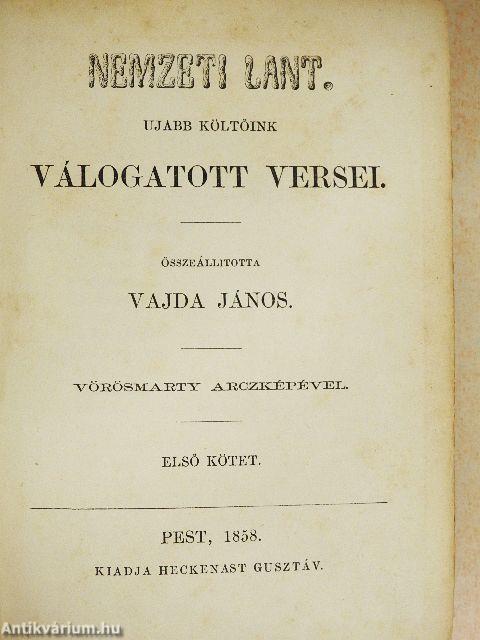 NEMZETI LANT.
UJABB KÖLTŐINK
VÁLOGATOTT VERSEI.
ÖSSZEÁLLITOTTA
VAJDA JÁNOS.
VÖRÖSMARTY ARCZKÉPÉVEL.
ELSŐ KÖTET.
PEST, 1858.
KIADJA HECKENAST GUSZTÁV.
Antikvárium.hu